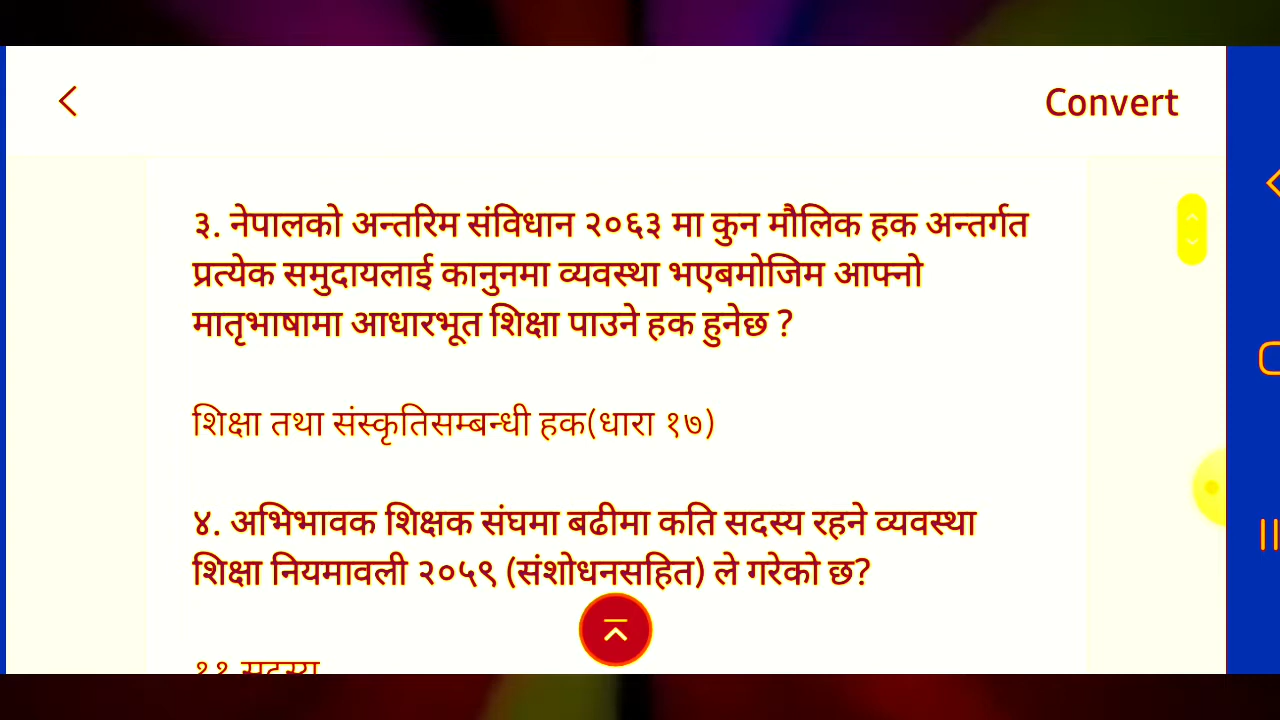 Convert
३. नेपालको अन्तरिम संविधान २०६३ मा कुन मौलिक हक अन्तर्गत
प्रत्येक समुदायलाई कानुनमा व्यवस्था भएबमोजिम आफ्नो
मातृभाषामा आधारभूत शिक्षा पाउने हक हुनेछ ?
शिक्षा तथा संस्कृतिसम्बन्धी हक(धारा १७)
४. अभिभावक शिक्षक संघमा बढीमा कति सदस्य रहने व्यवस्था
शिक्षा नियमावली २०५९ (संशोधनसहित) ले गरेको छ?
११ सदस्य